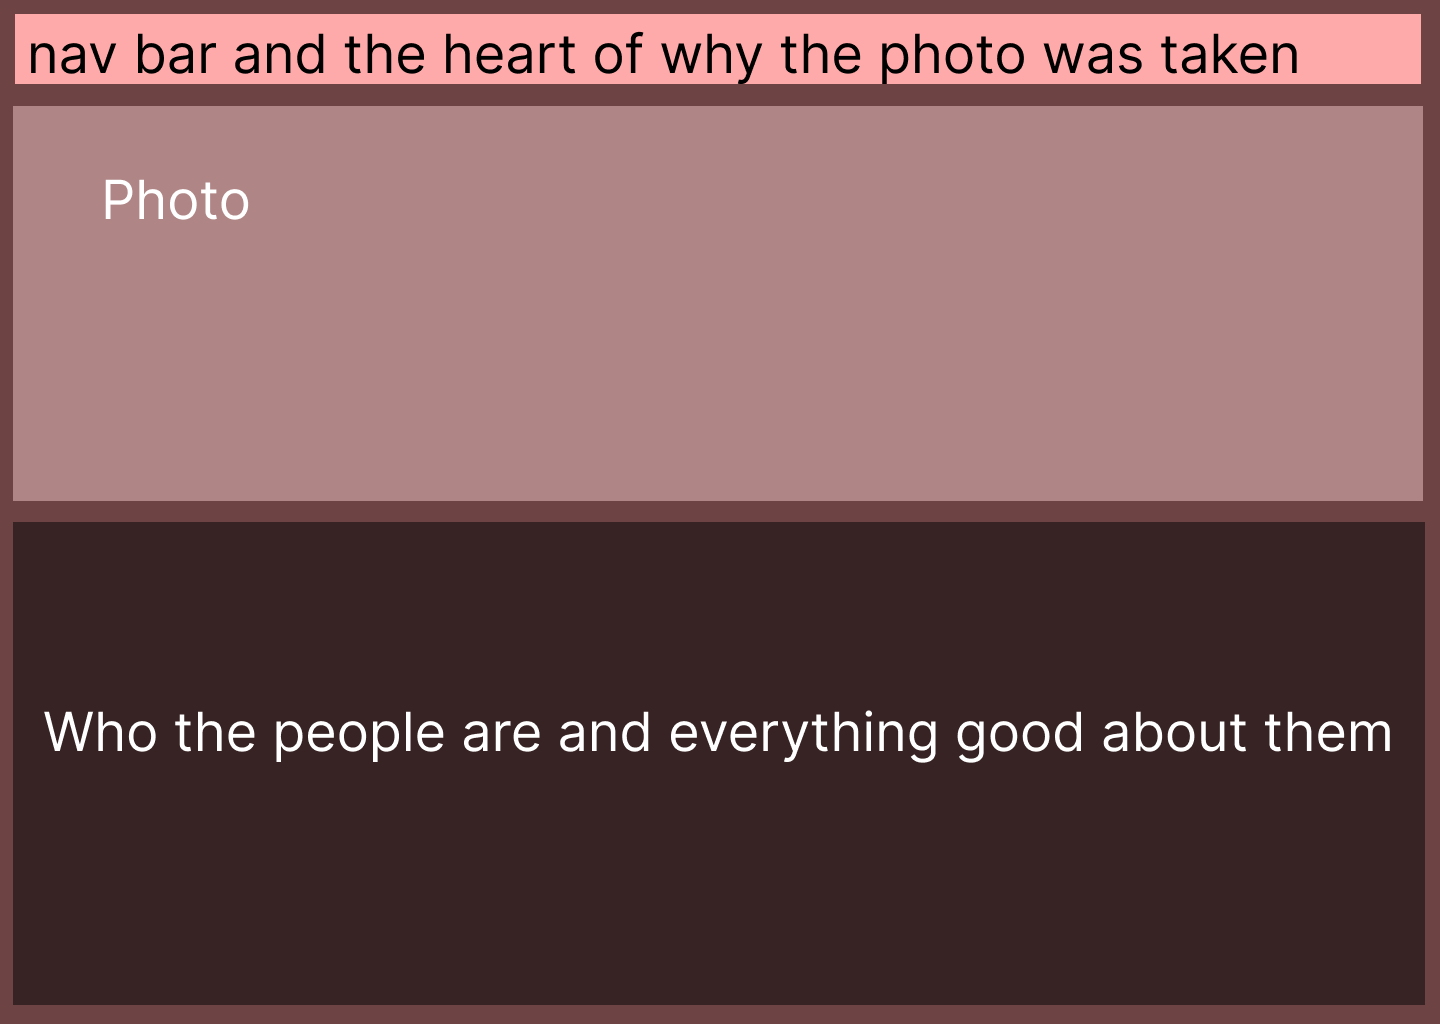 nav bar and the heart of why the photo was taken
Photo
Who the people are and everything good about them